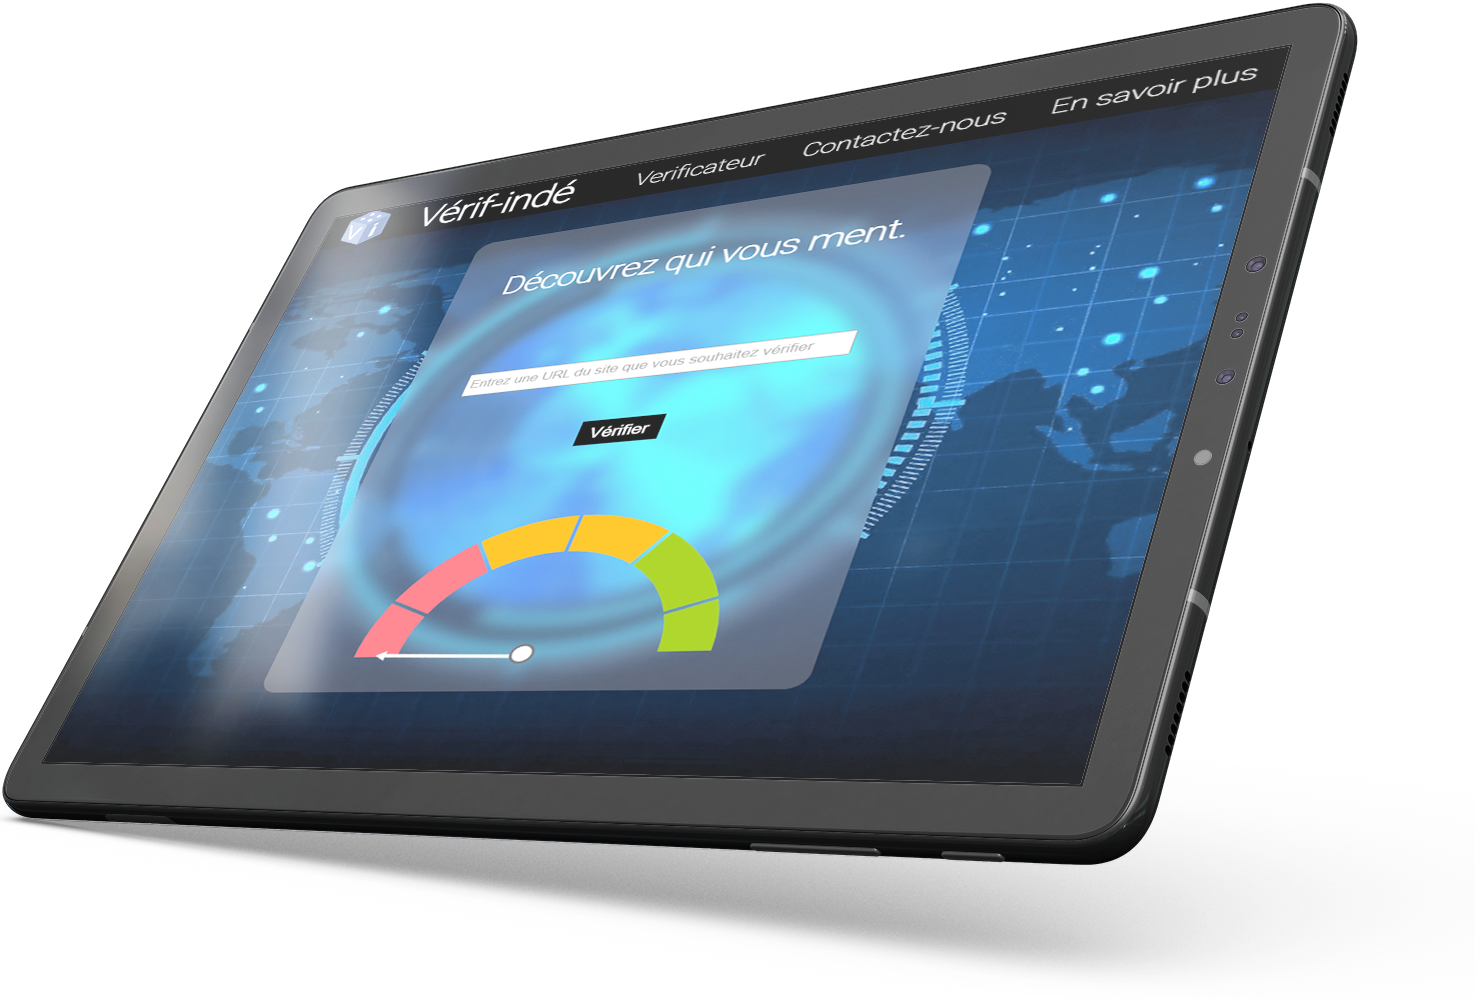 Vi
Vérif-indé
Verificateur
Contactez-nous
En savoir plus
Découvrez qui vous ment.
Entrez une URL du site que vous souhaitez vérifier
Vérifier